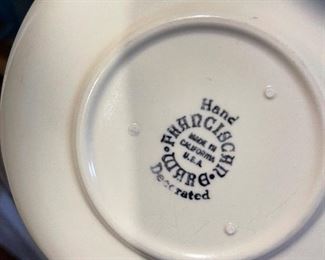 Hand
FRANCISCAN
MADE IN
CALIFORNIA
U.S.A.
WARE
Decorated